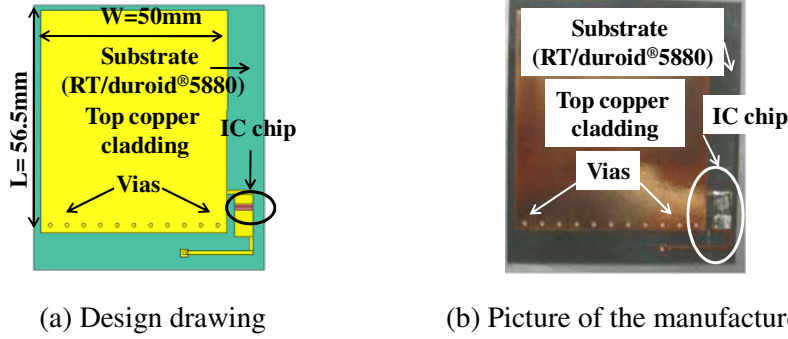 W=50mm
L= 56.5mm
Substrate
(RT/duroid®5880)
Top copper
cladding
IC chip
Vias
(a) Design drawing
Substrate
(RT/duroid®5880)
Top copper
cladding
IC chip
Vias
(b) Picture of the manufactur